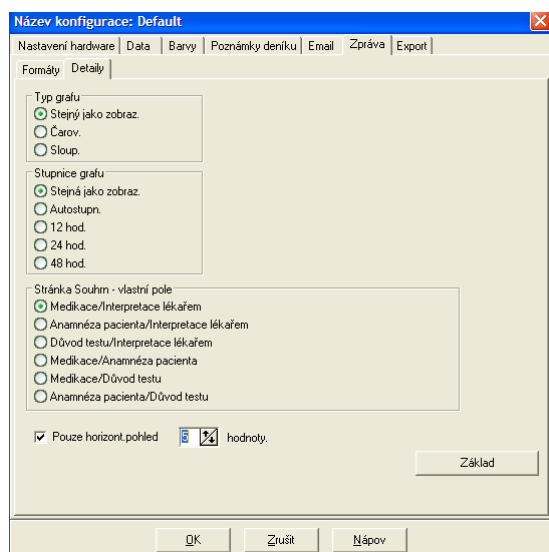 Název konfigurace: Default
Nastavení hardware Data Barvy Poznámky deníku Email Zpráva Export
Formáty Detaily
Typ grafu
Stejný jako zobraz.
Čarov.
Sloup.
Stupnice grafu
Stejná jako zobraz.
Autostupn.
12 hod.
24 hod.
48 hod.
Stránka Souhrn - vlastní pole
Medikace/Interpretace lékařem
Anamnéza pacienta/Interpretace lékařem
Důvod testu/Interpretace lékařem
Medikace/Anamnéza pacienta
Medikace/Důvod testu
Anamnéza pacienta/Důvod testu
Pouze horizont.pohled 5 hodnoty.
Základ
OK Zrušit Nápov